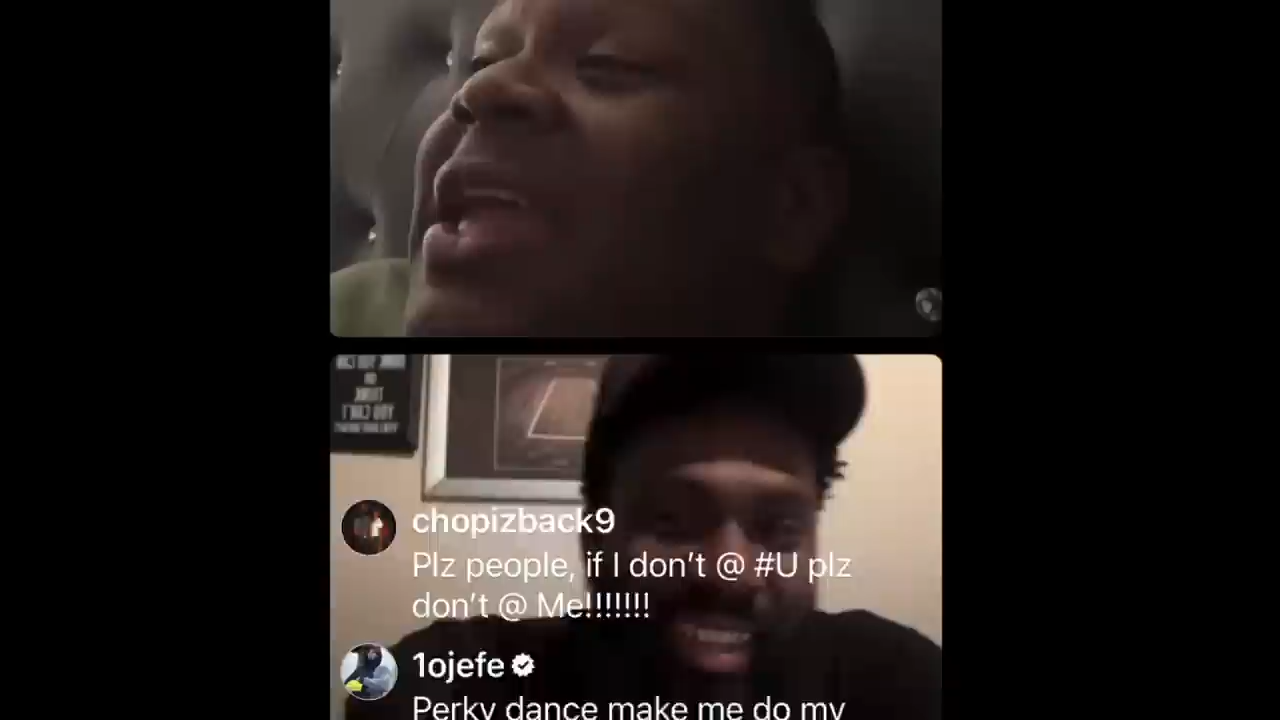 chopizback9
Plz people, if I don't @ #U plz
don't @ Me!!!!!!!
1ojefe
Perky dance make me do my